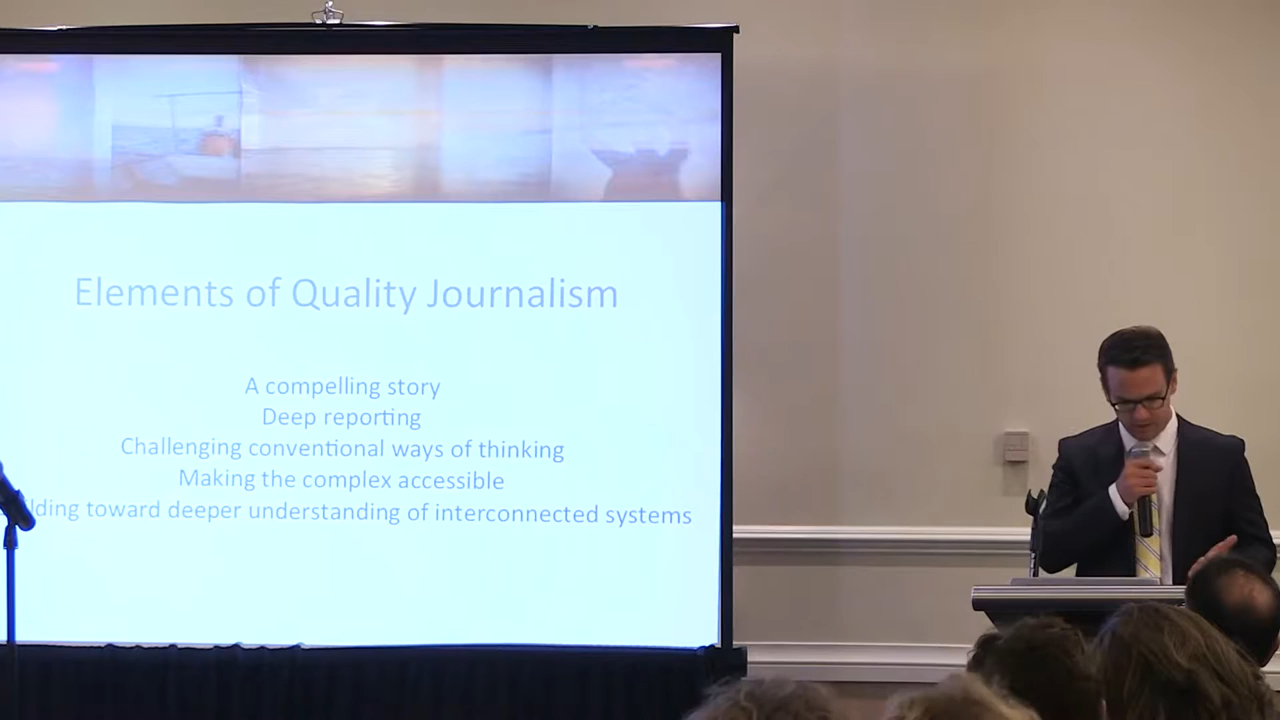 Elements of Quality Journalism
A compelling story
Deep reporting
Challenging conventional ways of thinking
Making the complex accessible
toward deeper understanding of interconnected systems